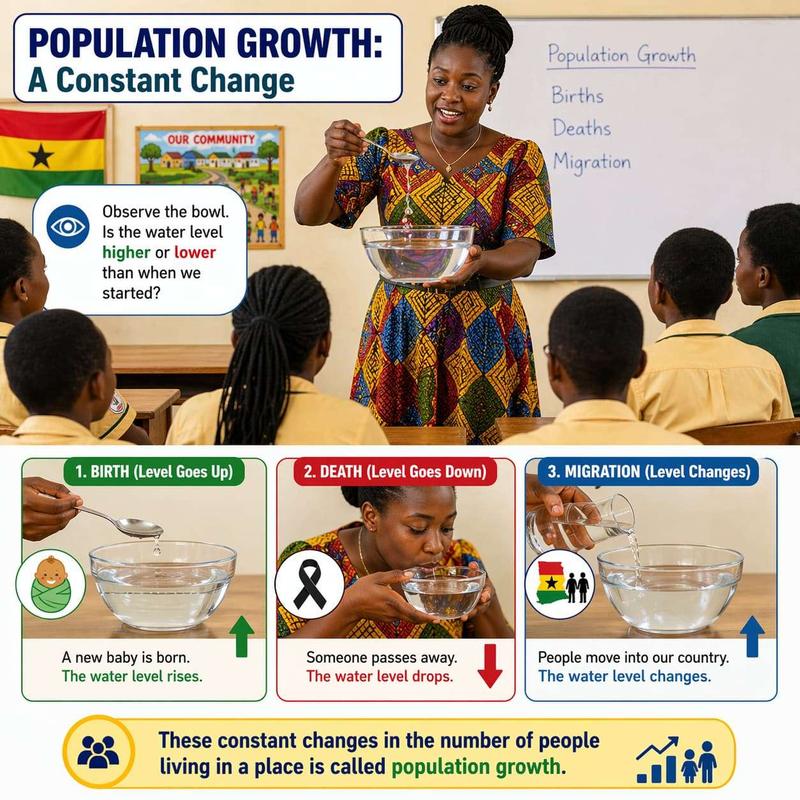 POPULATION GROWTH:
A Constant Change
Population Growth
Births
Deaths
Migration
OUR COMMUNITY
Observe the bowl.
Is the water level
higher or lower
than when we
started?
1. BIRTH (Level Goes Up)
A new baby is born.
The water level rises.
2. DEATH (Level Goes Down)
Someone passes away.
The water level drops.
3. MIGRATION (Level Changes)
People move into our country.
The water level changes.
These constant changes in the number of people
living in a place is called population growth.